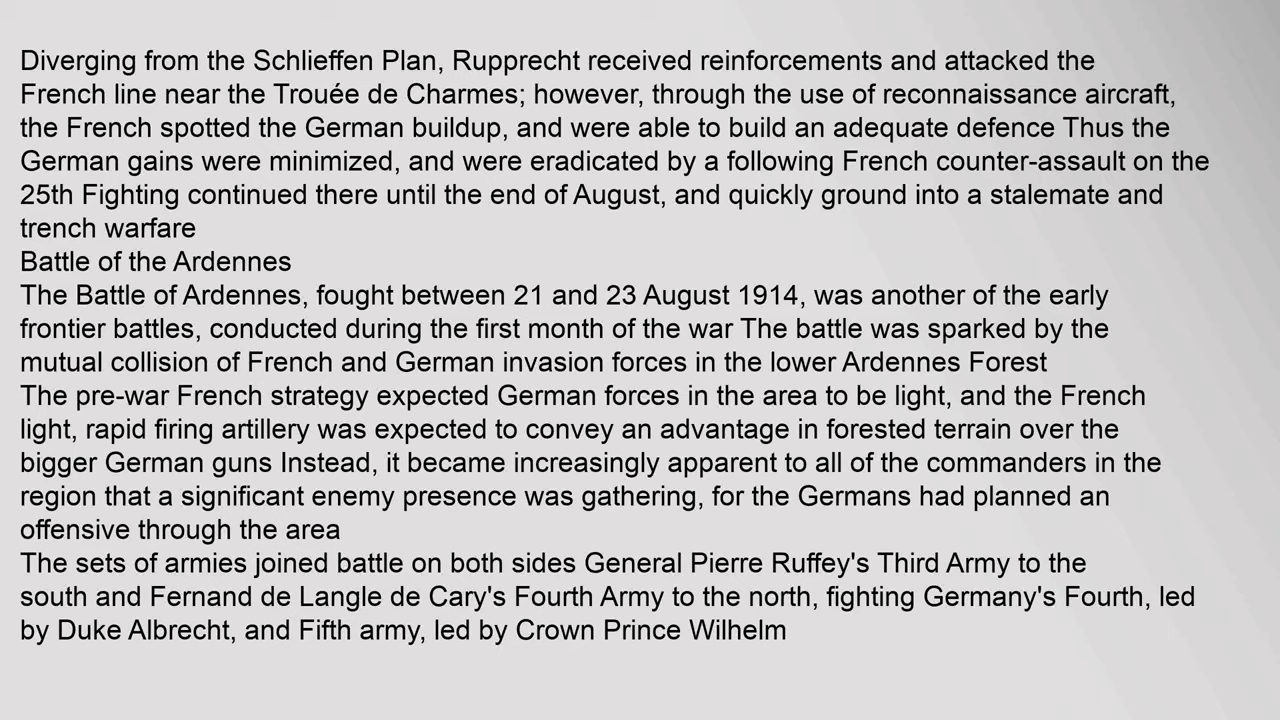 Diverging from the Schlieffen Plan, Rupprecht received reinforcements and attacked the
French line near the Trouée de Charmes; however, through the use of reconnaissance aircraft,
the French spotted the German buildup, and were able to build an adequate defence Thus the
German gains were minimized, and were eradicated by a following French counter-assault on the
25th Fighting continued there until the end of August, and quickly ground into a stalemate and
trench warfare
Battle of the Ardennes
The Battle of Ardennes, fought between 21 and 23 August 1914, was another of the early
frontier battles, conducted during the first month of the war The battle was sparked by the
mutual collision of French and German invasion forces in the lower Ardennes Forest
The pre-war French strategy expected German forces in the area to be light, and the French
light, rapid firing artillery was expected to convey an advantage in forested terrain over the
bigger German guns Instead, it became increasingly apparent to all of the commanders in the
region that a significant enemy presence was gathering, for the Germans had planned an
offensive through the area
The sets of armies joined battle on both sides General Pierre Ruffey's Third Army to the
south and Fernand de Langle de Cary's Fourth Army to the north, fighting Germany's Fourth, led
by Duke Albrecht, and Fifth army, led by Crown Prince Wilhelm